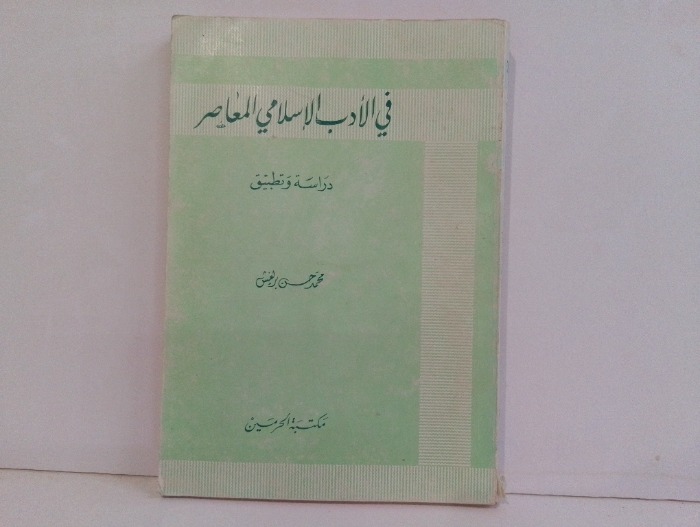 في الأدب الإسلامي المعاصر
دراسة وتطبيق
محمد حسن بريغش
مكتبة الحرمين